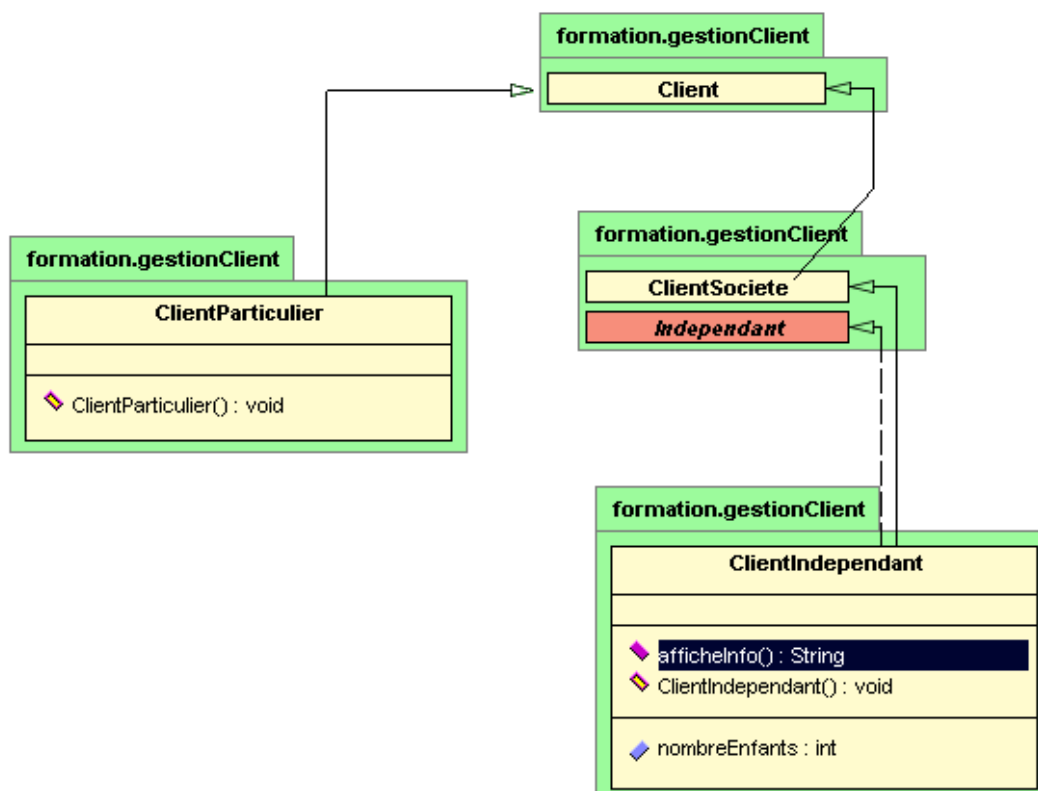 formation.gestionClient
Client
formation.gestionClient
ClientSociete
Independant
formation.gestionClient
ClientParticulier
ClientParticulier() : void
formation.gestionClient
ClientIndependant
afficheInfo() : String
ClientIndependant() : void
nombreEnfants : int